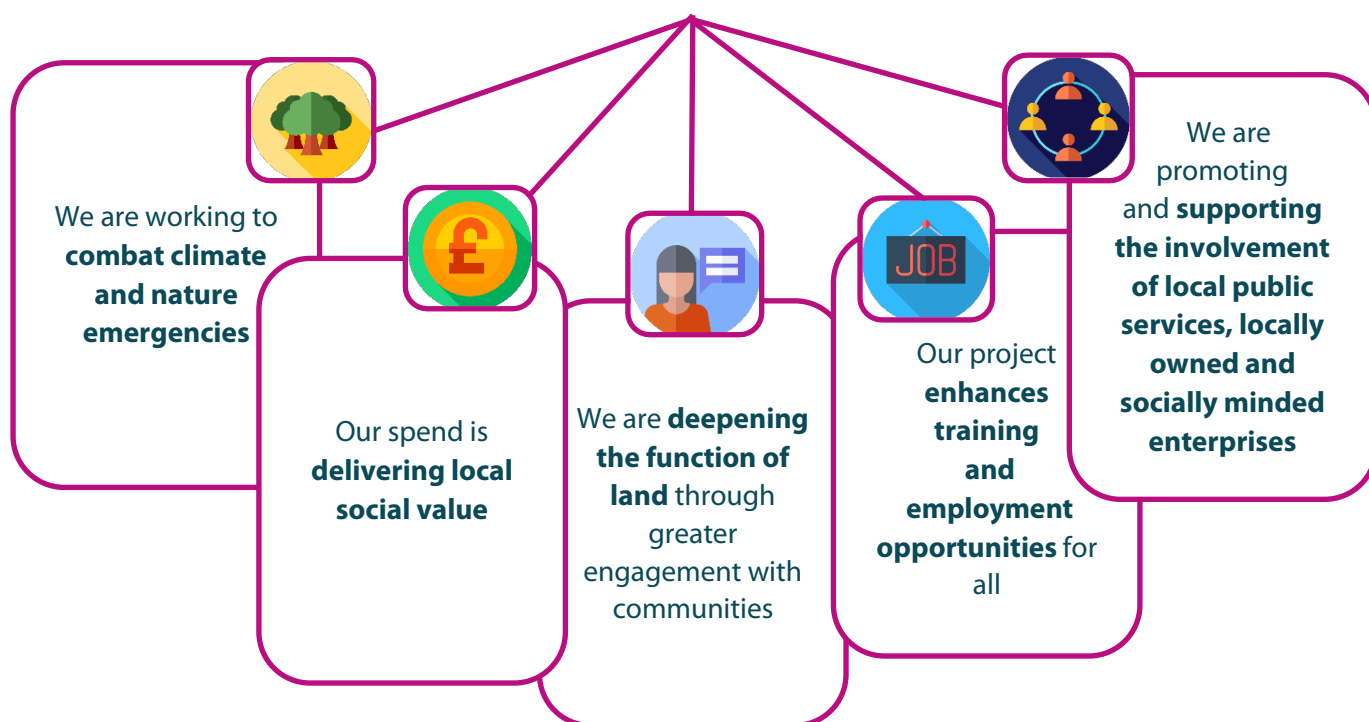 We are working to
combat climate
and nature
emergencies
£
Our spend is
delivering local
social value
We are deepening
the function of
land through
greater
engagement with
communities
JOB
Our project
enhances
training
and
employment
opportunities for
all
We are
promoting
and supporting
the involvement
of local public
services, locally
owned and
socially minded
enterprises